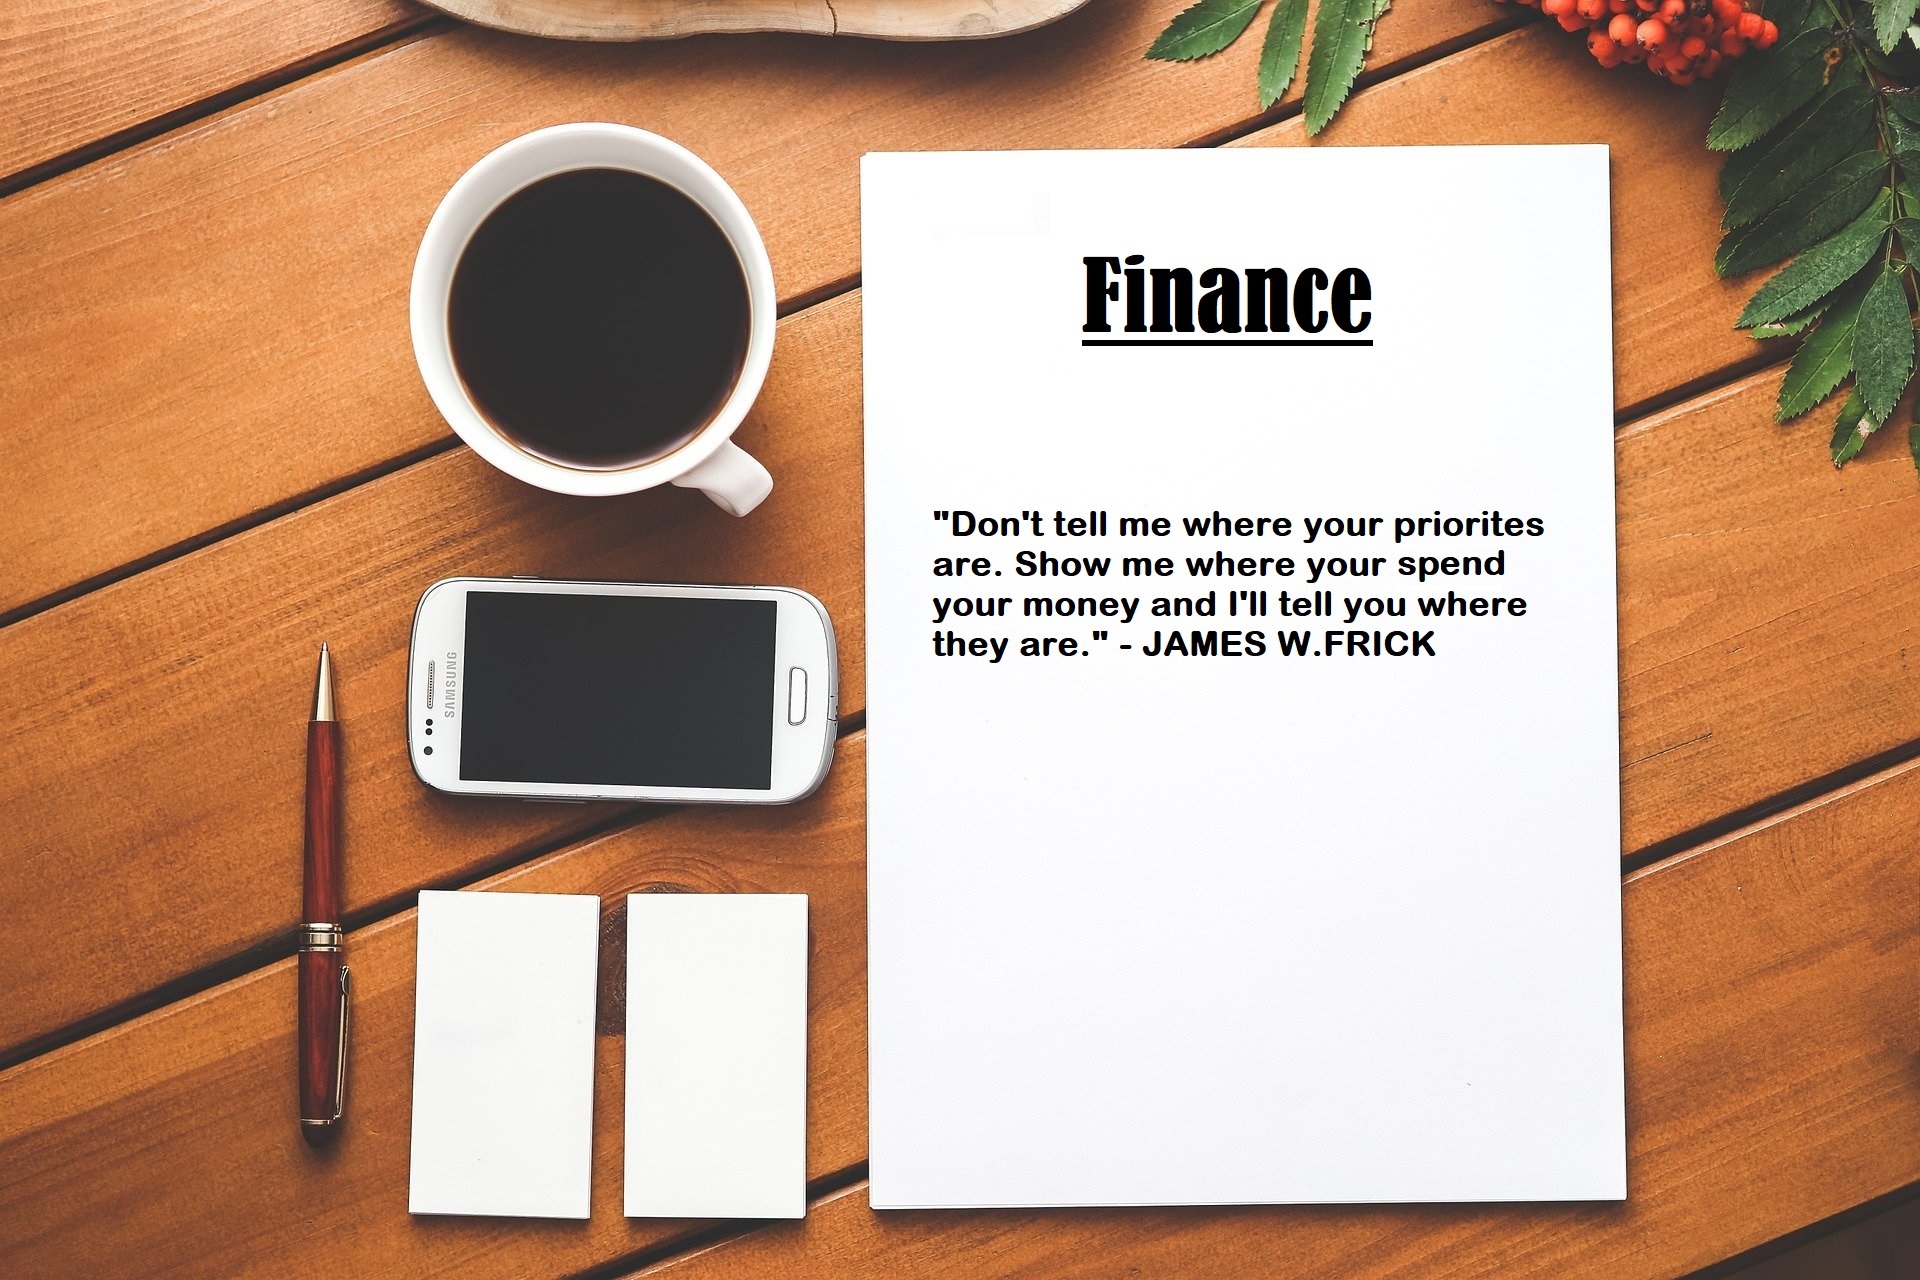 Finance
"Don't tell me where your priorites
are. Show me where your spend
your money and I'll tell you where
they are." - JAMES W.FRICK
SAMSUNG